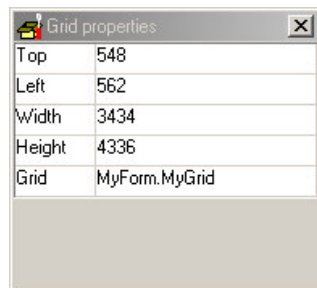 Grid properties
Top 548
Left 562
Width 3434
Height 4336
Grid MyForm.MyGrid